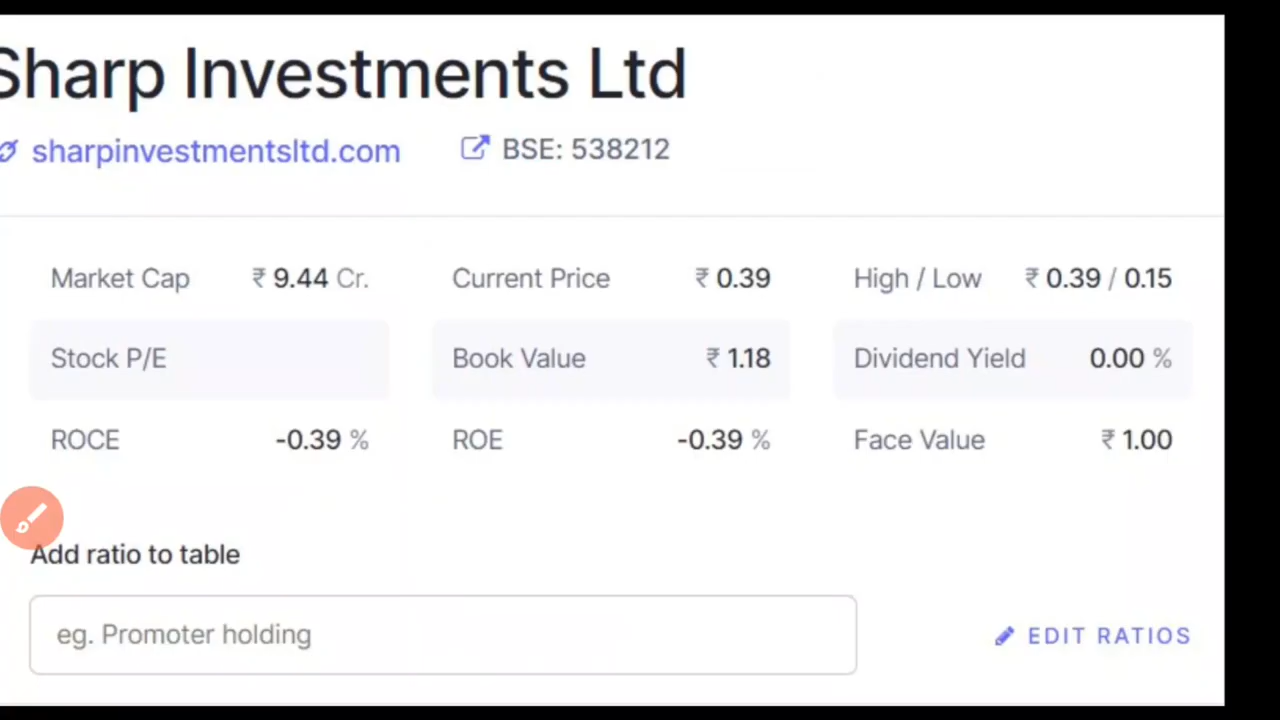 Sharp Investments Ltd
sharpinvestmentsltd.com BSE: 538212
Market Cap ₹ 9.44 Cr. Current Price ₹ 0.39 High / Low ₹ 0.39 / 0.15
Stock P/E Book Value ₹ 1.18 Dividend Yield 0.00 %
ROCE -0.39 % ROE -0.39 % Face Value ₹ 1.00
Add ratio to table
eg. Promoter holding EDIT RATIOS